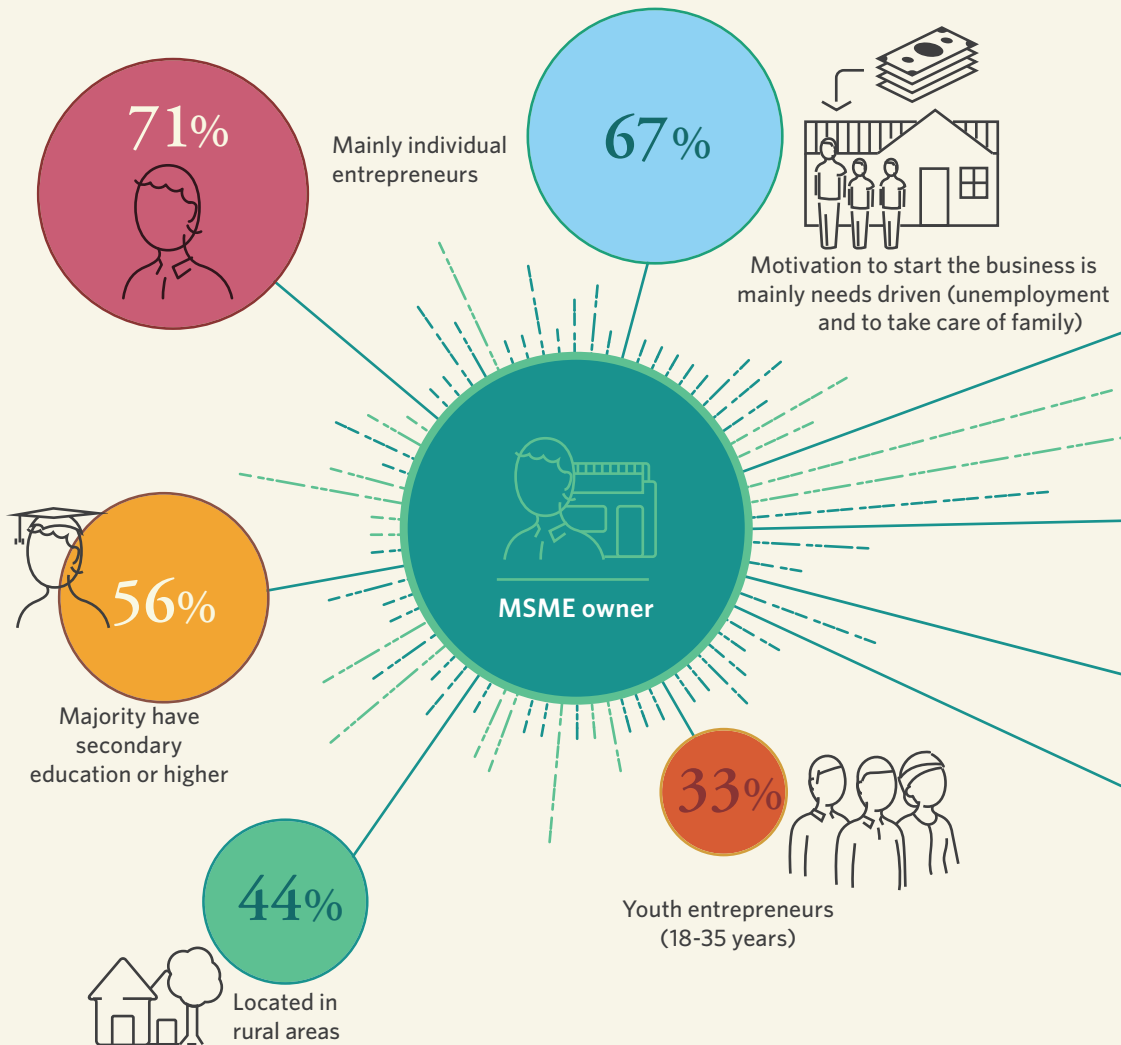 71%
Mainly individual
entrepreneurs
67%
Motivation to start the business is
mainly needs driven (unemployment
and to take care of family)
MSME owner
56%
Majority have
secondary
education or higher
33%
Youth entrepreneurs
(18-35 years)
44%
Located in
rural areas